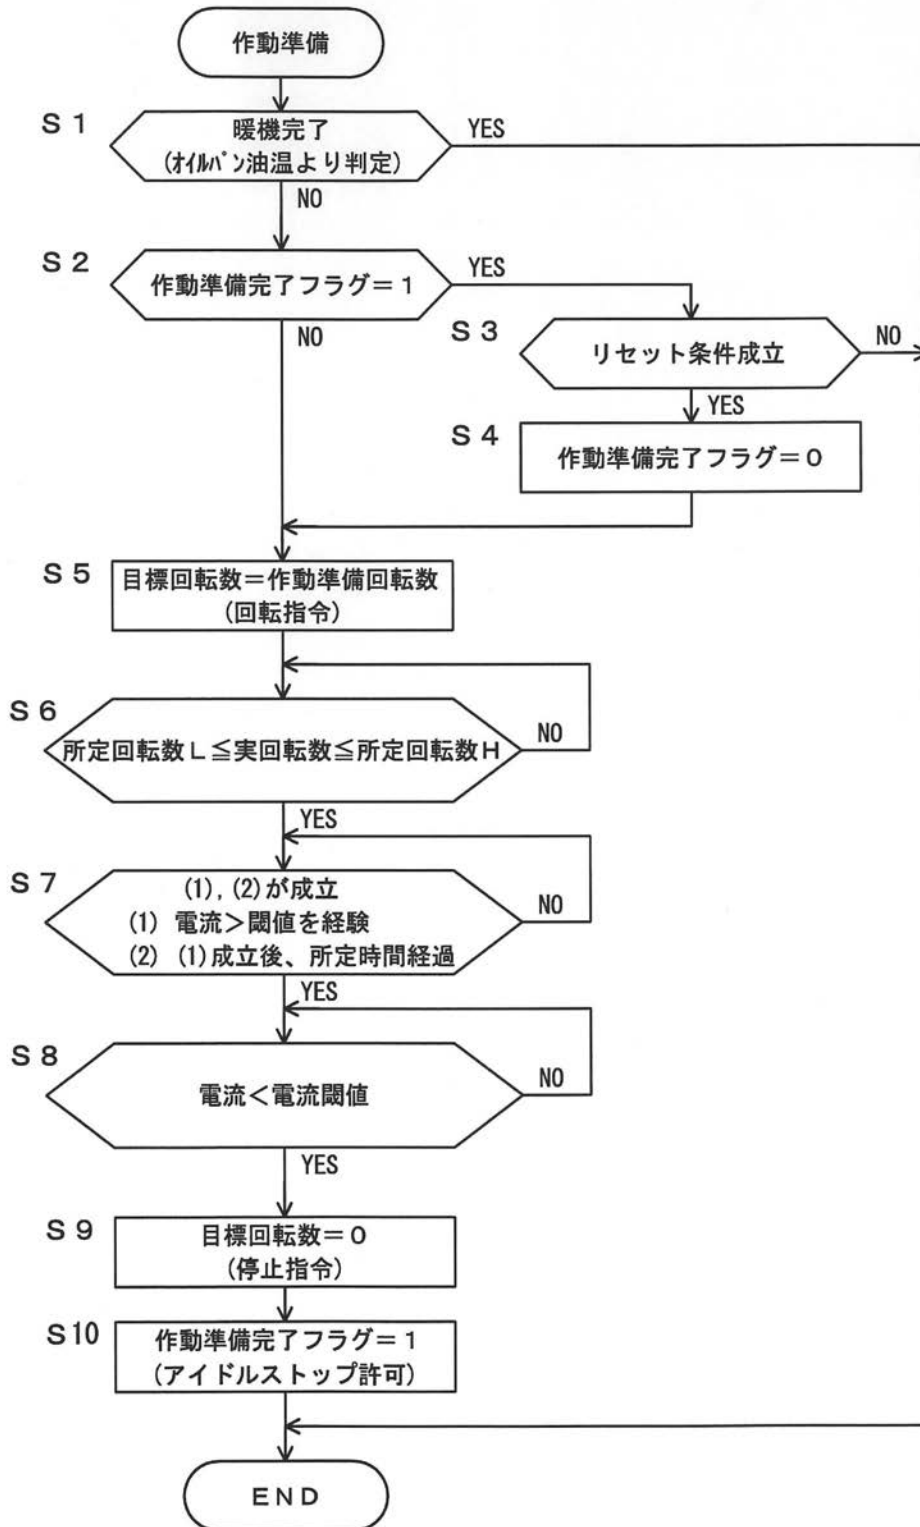 作動準備
S1
暖機完了
(ｵｲﾙﾊﾟﾝ油温より判定)
YES
NO
S2
作動準備完了フラグ＝1
YES
NO
S3
リセット条件成立
NO
YES
S4
作動準備完了フラグ＝0
S5
目標回転数＝作動準備回転数
(回転指令)
S6
所定回転数L≦実回転数≦所定回転数H
NO
YES
S7
(1),(2)が成立
(1) 電流＞閾値を経験
(2) (1)成立後、所定時間経過
NO
YES
S8
電流＜電流閾値
NO
YES
S9
目標回転数＝0
(停止指令)
S10
作動準備完了フラグ＝1
(アイドルストップ許可)
END